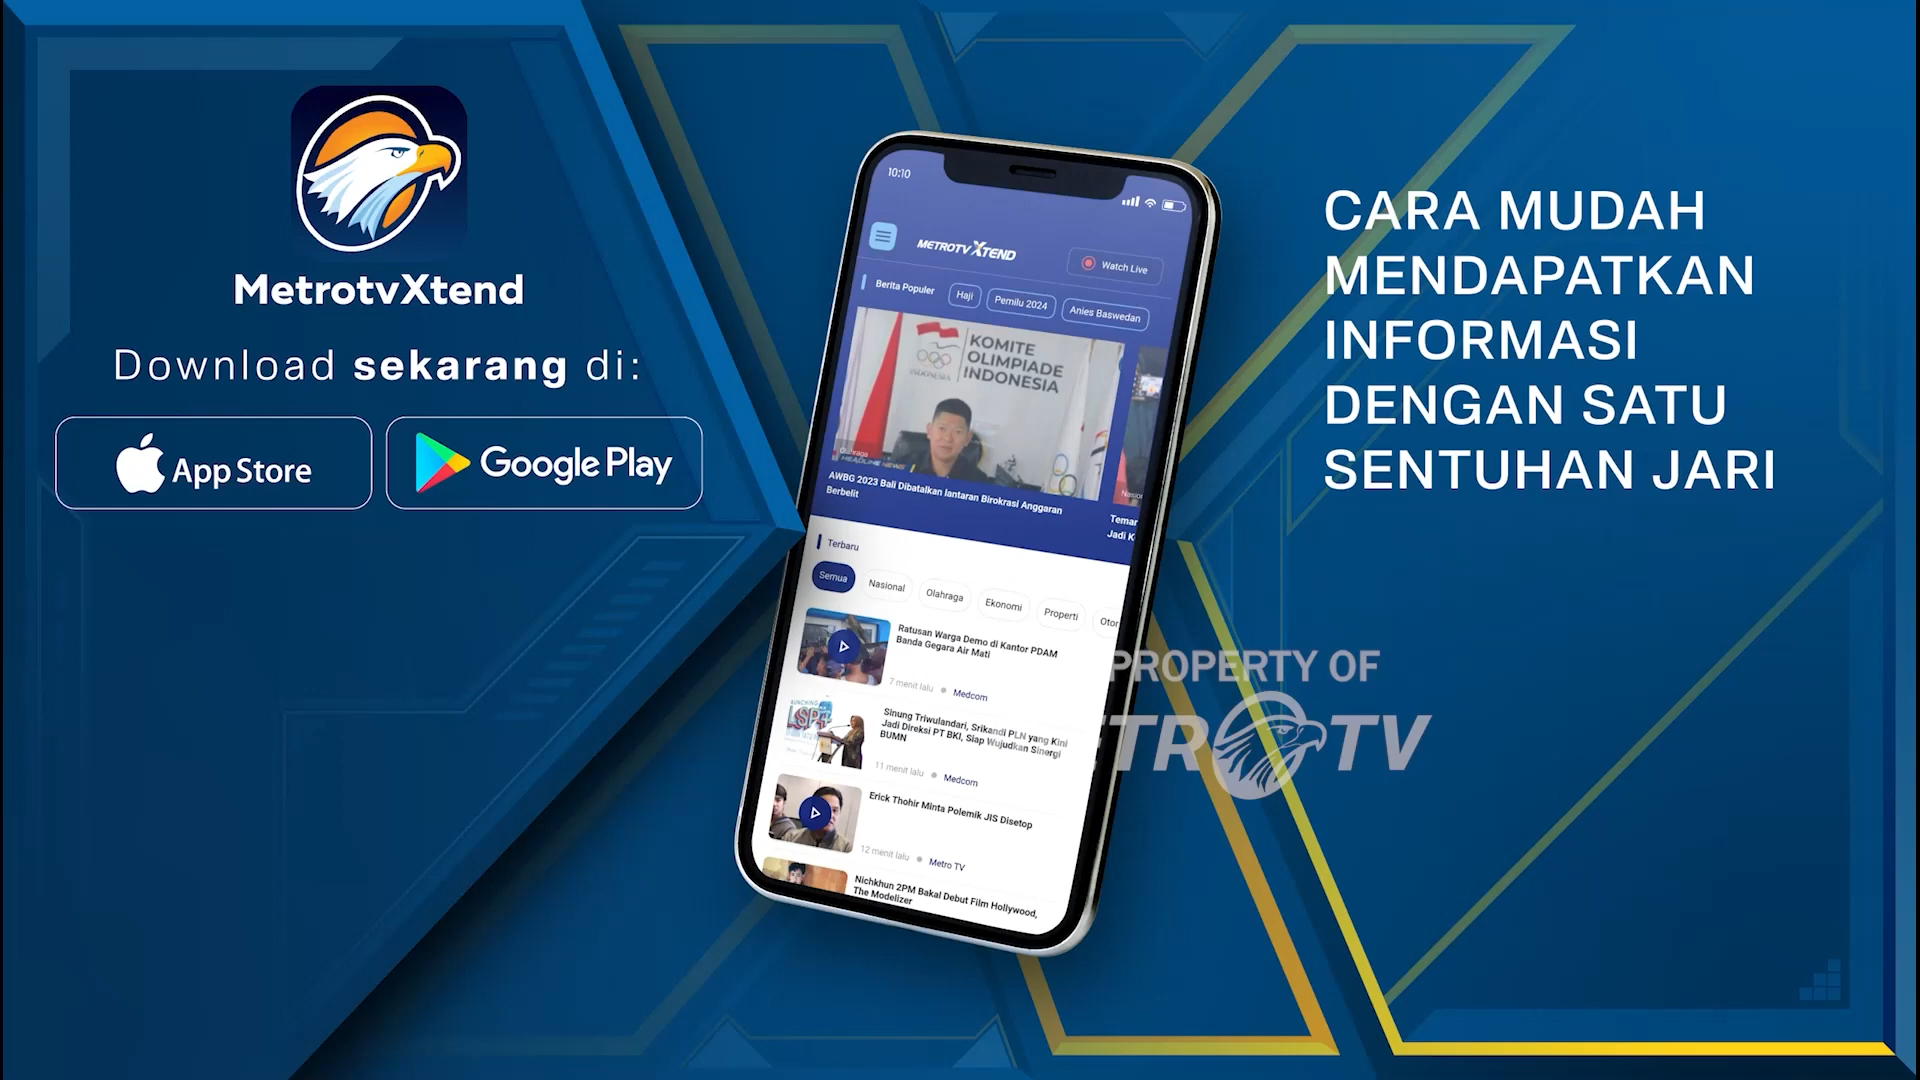 MetrotvXtend
Download sekarang di:
App Store
Google Play
10:10
METROTV XTEND
Watch Live
Berita Populer
Haji
Pemilu 2024
Anies Baswedan
KOMITE
OLIMPIADE
INDONESIA
INDONESIA
Olahraga
HEADLINE NEWS
AWBG 2023 Bali Dibatalkan lantaran Birokrasi Anggaran
Berbelit
Terbaru
Semua
Nasional
Olahraga
Ekonomi
Properti
Ratusan Warga Demo di Kantor PDAM
Banda Gegara Air Mati
7 menit lalu
Medcom
Sinung Triwulandari, Srikandi PLN yang Kini
Jadi Direksi PT BKI, Siap Wujudkan Sinergi
BUMN
11 menit lalu
Medcom
Erick Thohir Minta Polemik JIS Disetop
12 menit lalu
Metro TV
Nichkhun 2PM Bakal Debut Film Hollywood,
The Modelizer
CARA MUDAH
MENDAPATKAN
INFORMASI
DENGAN SATU
SENTUHAN JARI
PROPERTY OF
ETRO TV